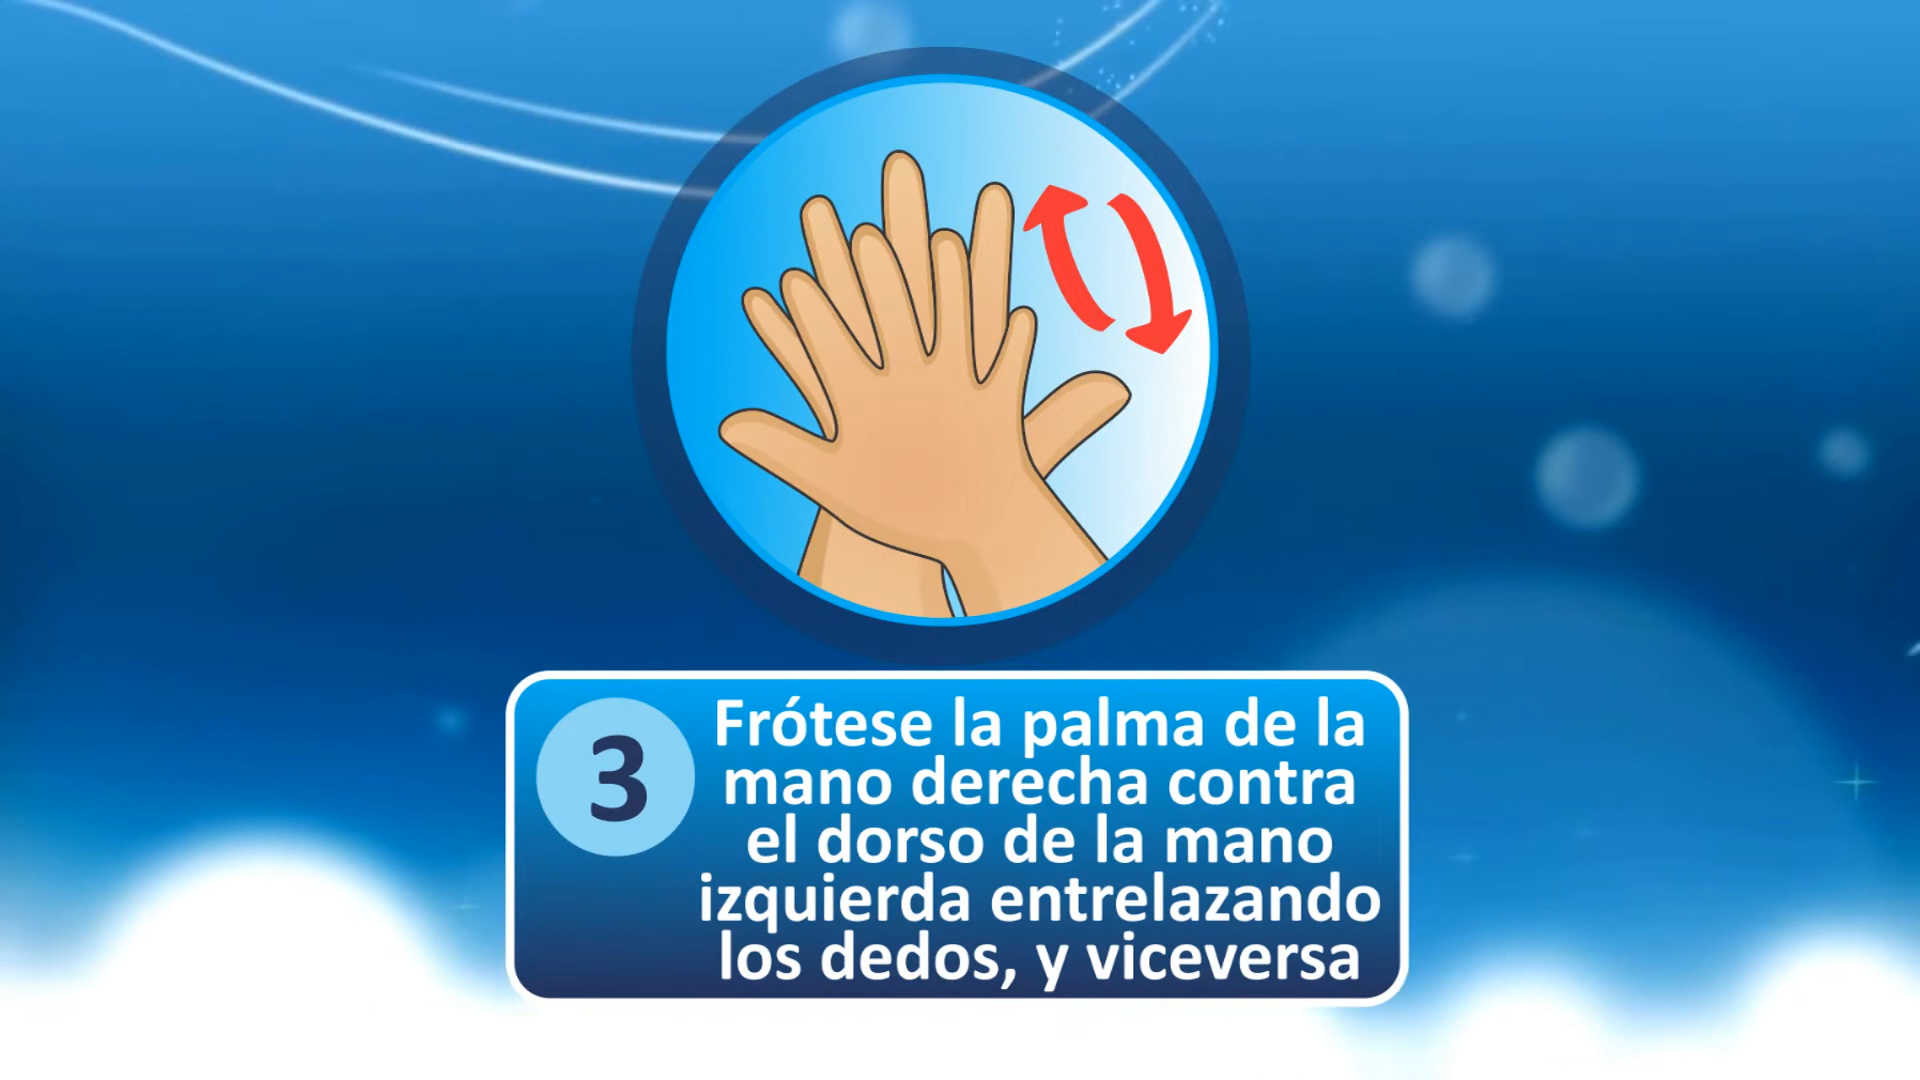 3
Frótese la palma de la
mano derecha contra
el dorso de la mano
izquierda entrelazando
los dedos, y viceversa